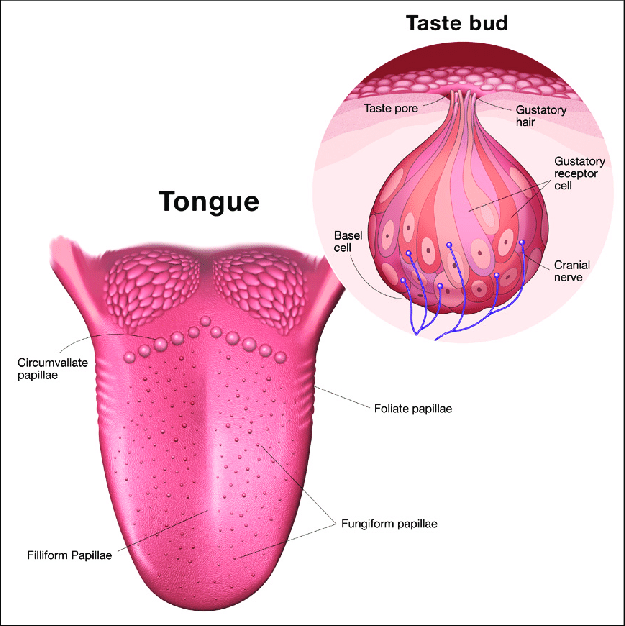 Taste bud
Taste pore
Gustatory
hair
Gustatory
receptor
cell
Basel
cell
Cranial
nerve
Tongue
Circumvallate
papillae
Foliate papillae
Fungiform papillae
Filliform Papillae